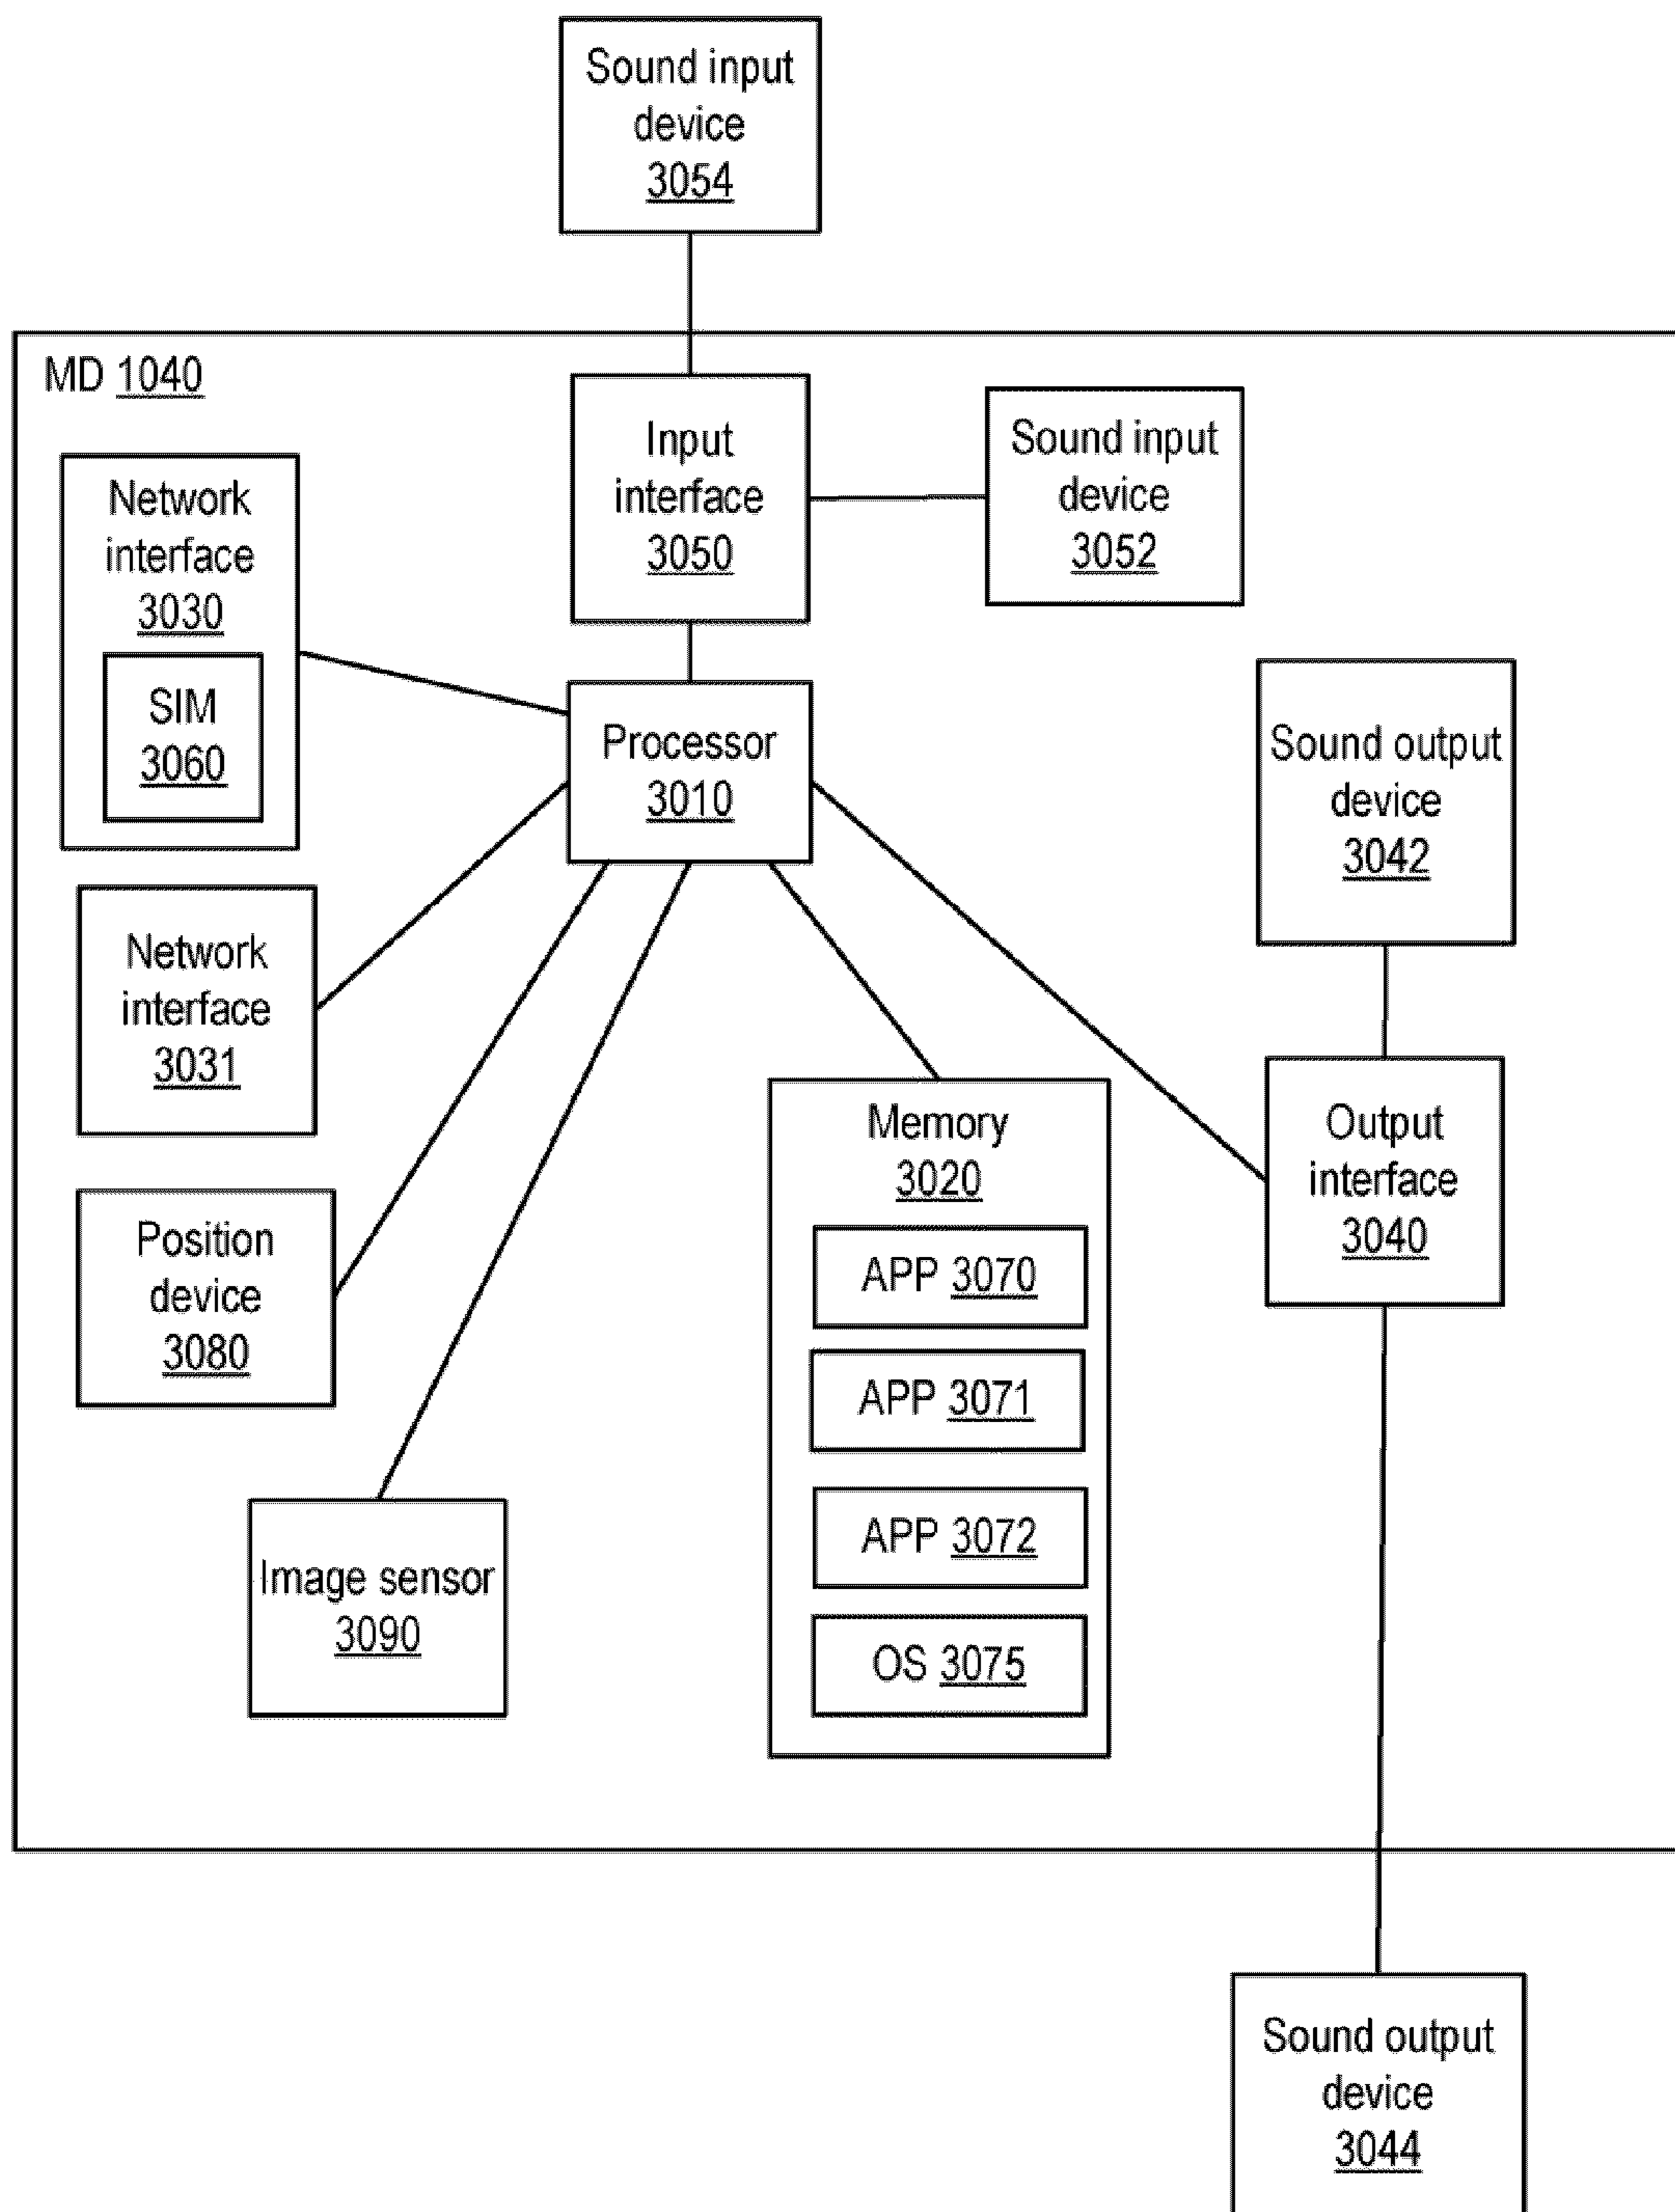 Sound input
device
3054
MD 1040
Input
interface
3050
Sound input
device
3052
Network
interface
3030
SIM
3060
Processor
3010
Sound output
device
3042
Network
interface
3031
Memory
3020
APP 3070
APP 3071
APP 3072
OS 3075
Output
interface
3040
Position
device
3080
Image sensor
3090
Sound output
device
3044